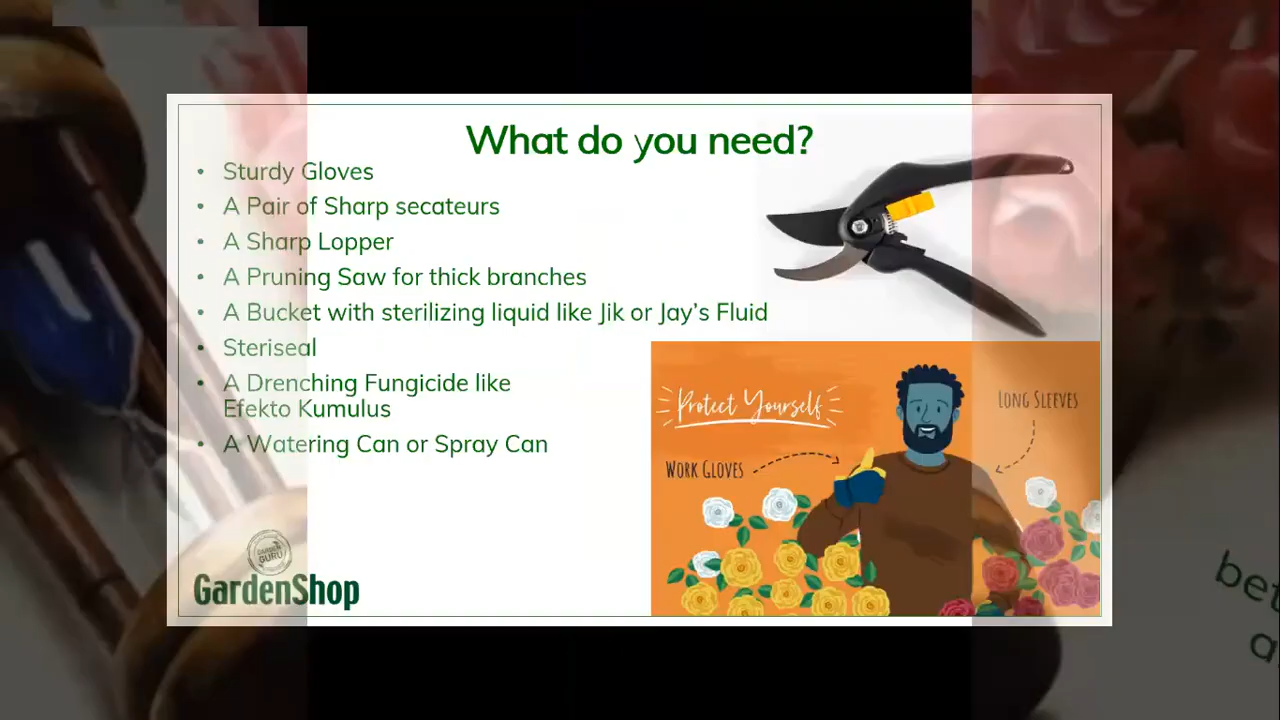 What do you need?
• Sturdy Gloves
• A Pair of Sharp secateurs
• A Sharp Lopper
• A Pruning Saw for thick branches
• A Bucket with sterilizing liquid like Jik or Jay's Fluid
• Steriseal
• A Drenching Fungicide like
Efekto Kumulus
• A Watering Can or Spray Can
Protect Yourself
LONG SLEEVES
WORK GLOVES
GARDEN
GURU
GardenShop